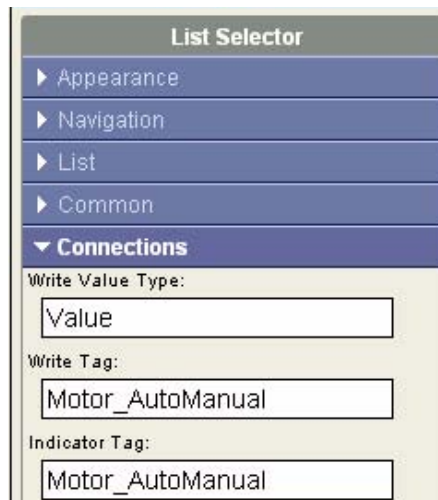 List Selector
Appearance
Navigation
List
Common
Connections
Write Value Type:
Value
Write Tag:
Motor_AutoManual
Indicator Tag:
Motor_AutoManual